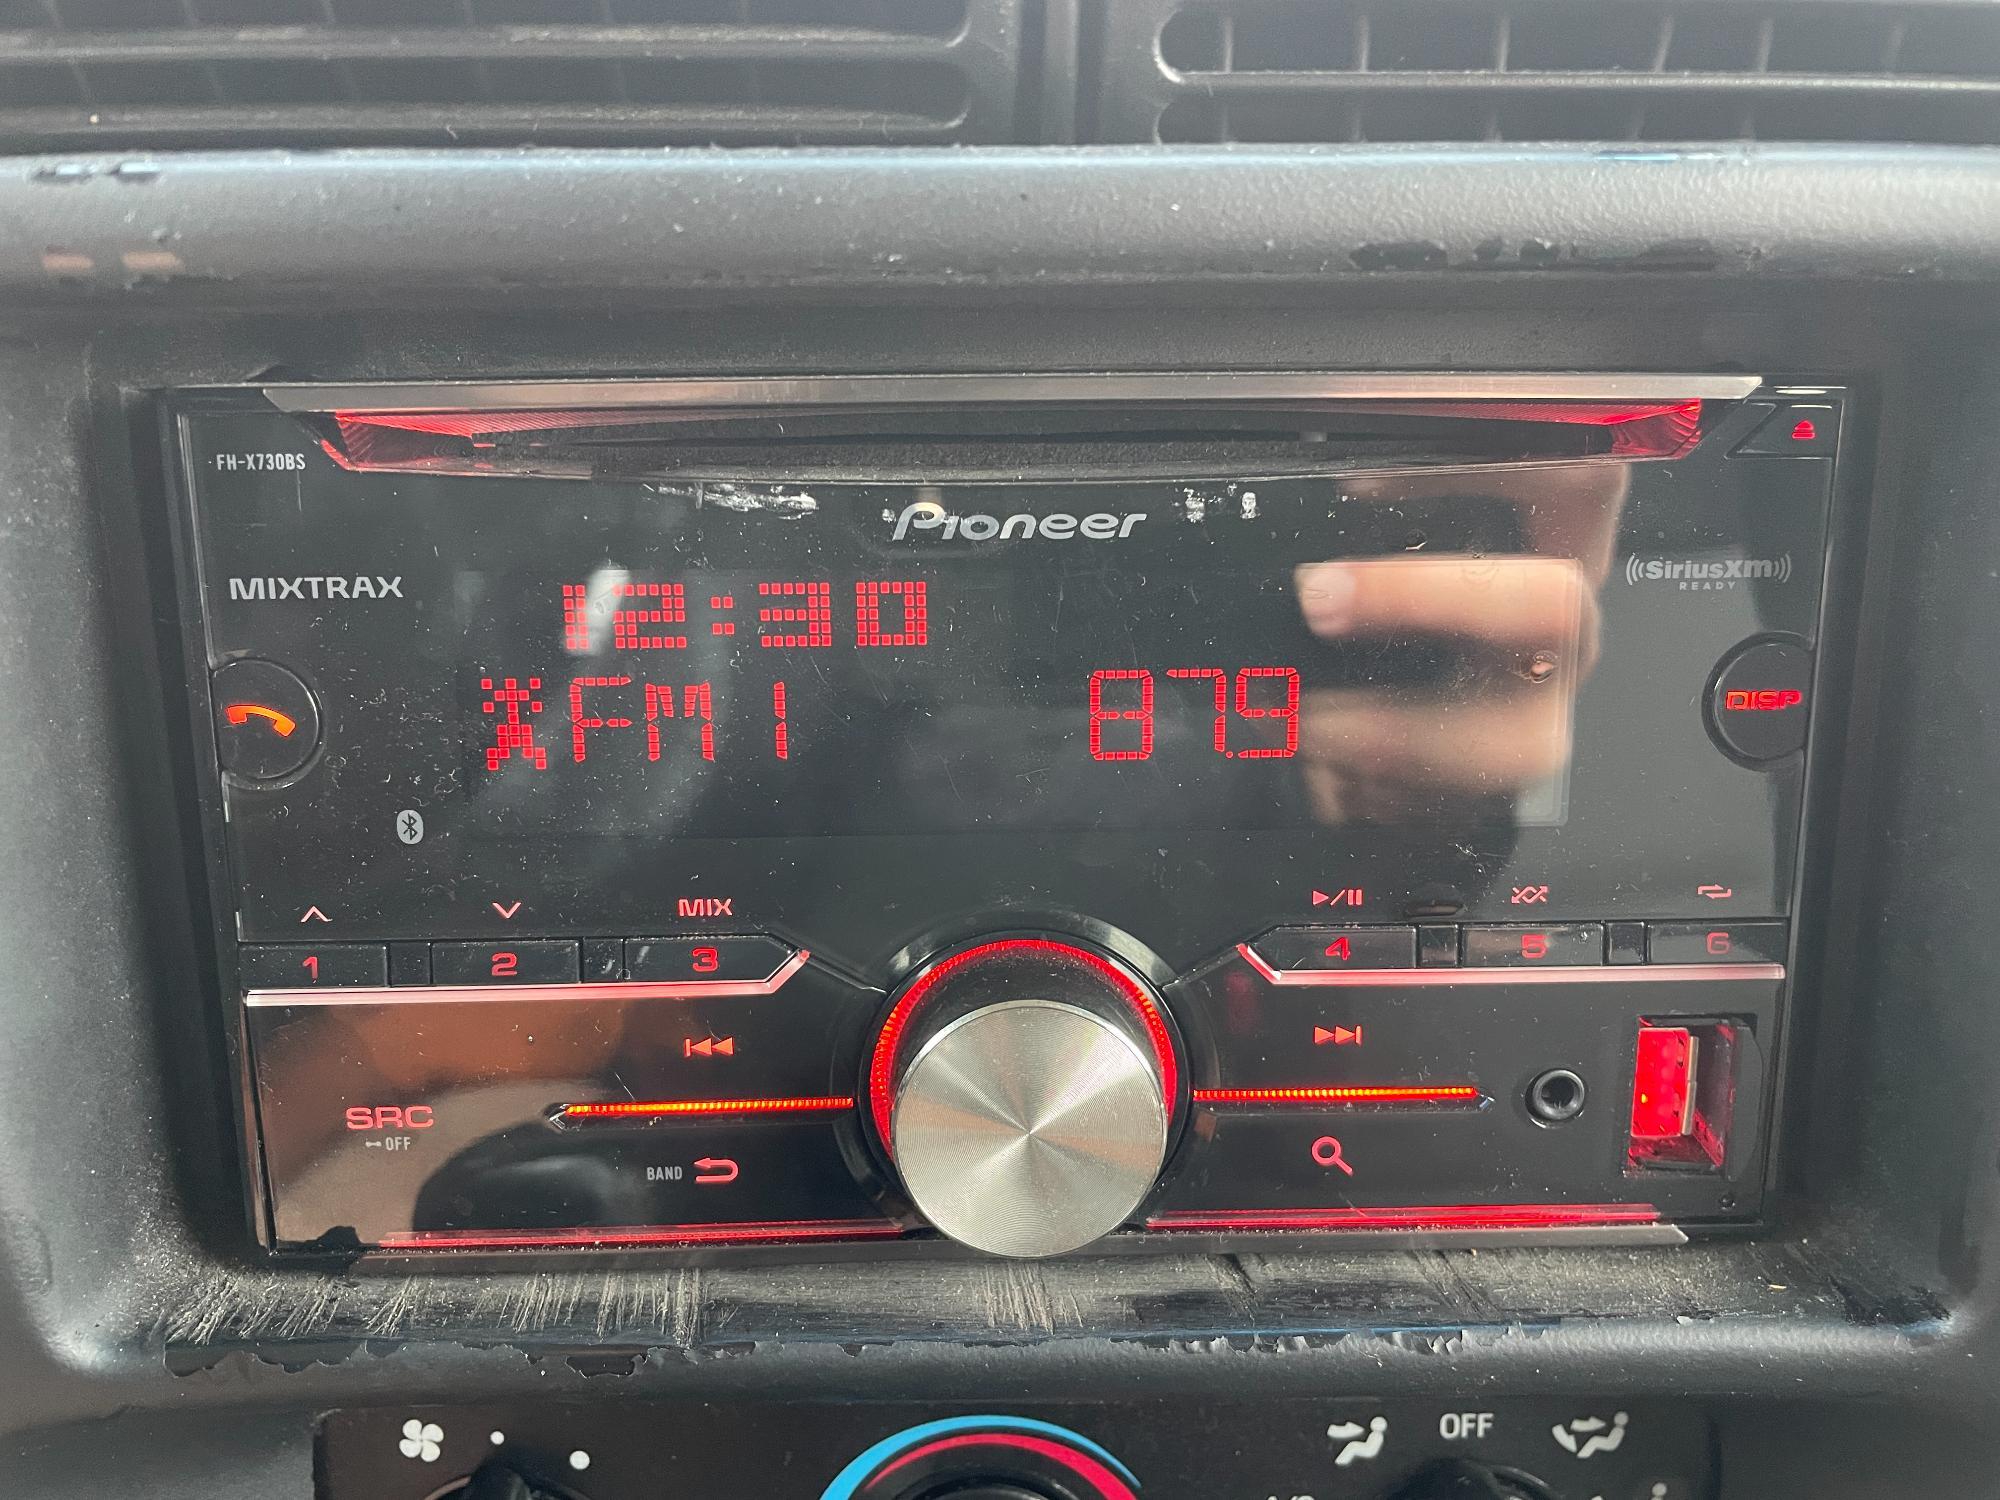 FH-X730BS
Pioneer
MIXTRAX
((SiriusXm))
READY
12:30
FM1 87.9
DISP
MIX
1 2 3 4 5 6
SRC
OFF
BAND
OFF